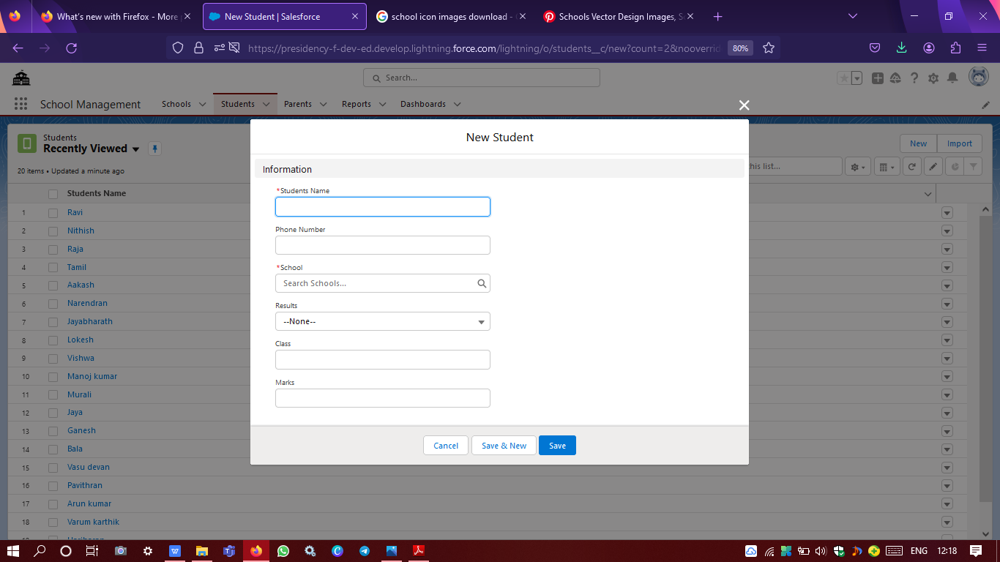 What's new with Firefox - More
New Student | Salesforce
school icon images download -
Schools Vector Design Images, S
https://presidency-f-dev-ed.develop.lightning.force.com/lightning/o/students__c/new?count=2&nooverrid
80%
Search...
School Management
Schools
Students
Parents
Reports
Dashboards
Students
Recently Viewed
20 items • Updated a minute ago
New
Import
this list...
Students Name
1 Ravi
2 Nithish
3 Raja
4 Tamil
5 Aakash
6 Narendran
7 Jayabharath
8 Lokesh
9 Vishwa
10 Manoj kumar
11 Murali
12 Jaya
13 Ganesh
14 Bala
15 Vasu devan
16 Pavithran
17 Arun kumar
18 Varum karthik
New Student
Information
*Students Name
Phone Number
*School
Search Schools...
Results
--None--
Class
Marks
Cancel
Save & New
Save
ENG
12:18